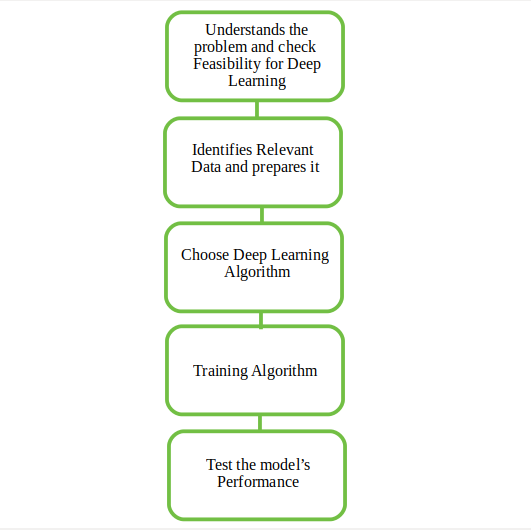 Understands the
problem and check
Feasibility for Deep
Learning
Identifies Relevant
Data and prepares it
Choose Deep Learning
Algorithm
Training Algorithm
Test the model’s
Performance